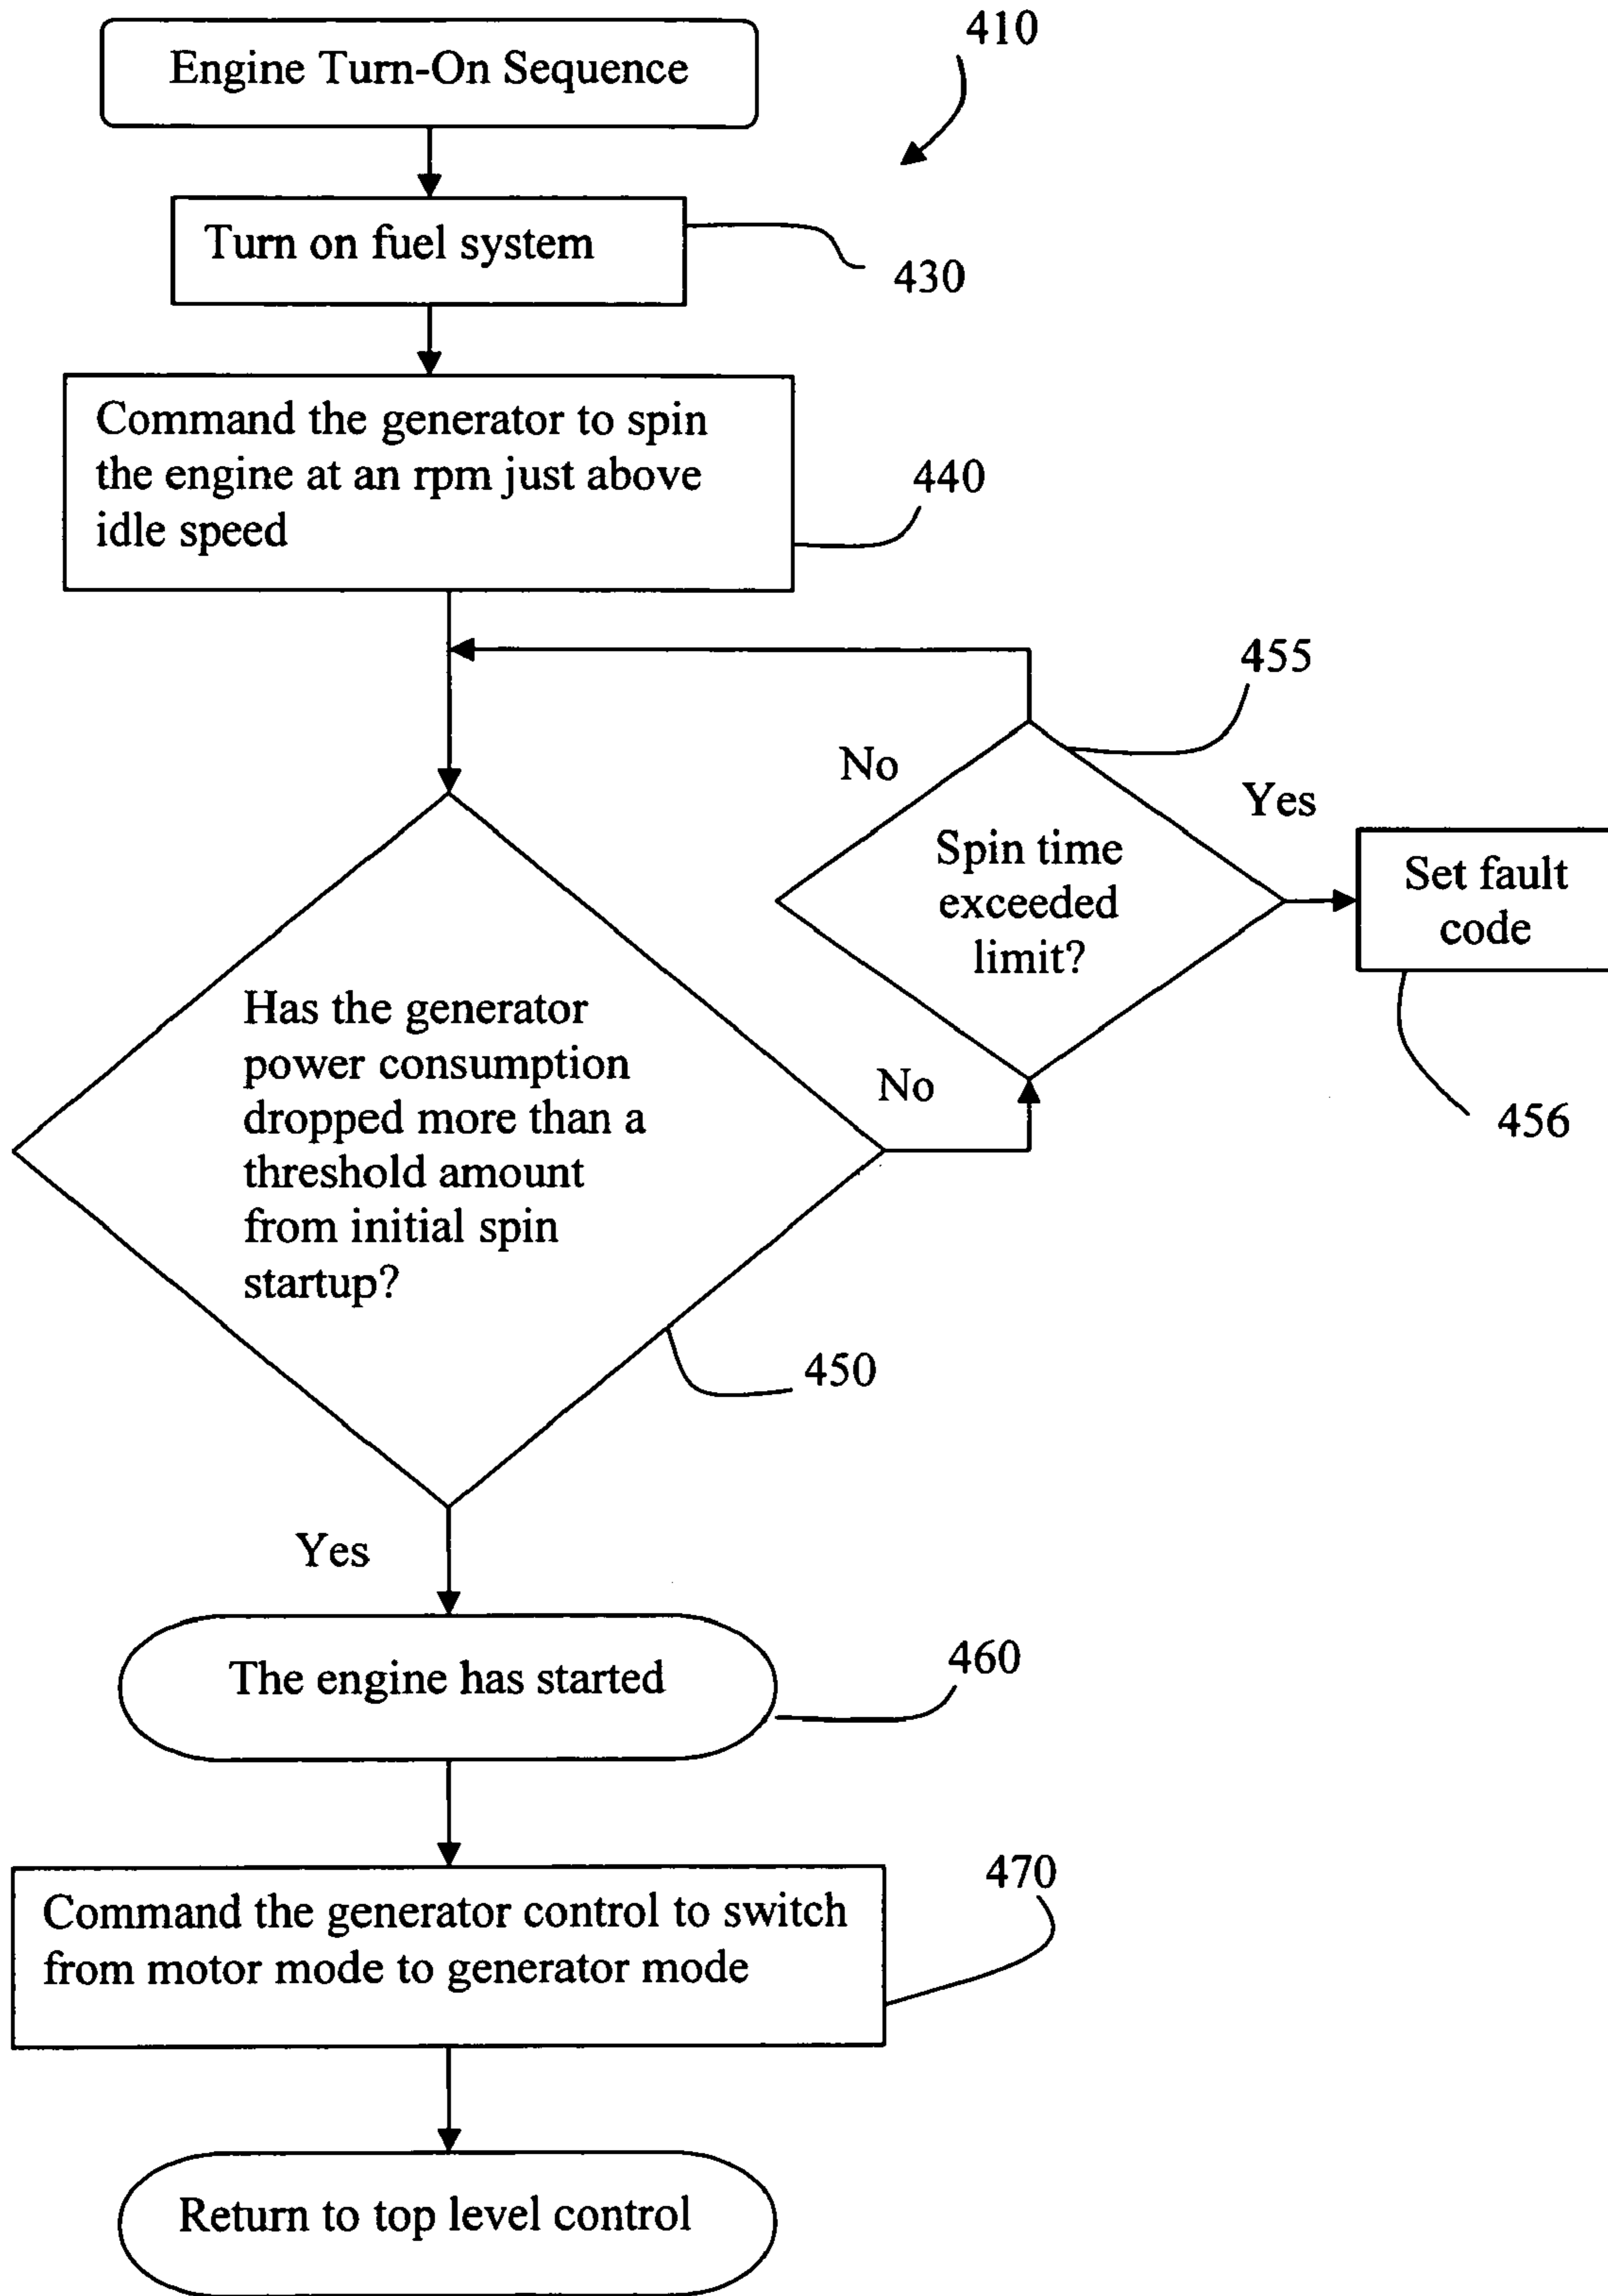 410
Engine Turn-On Sequence
Turn on fuel system
430
Command the generator to spin
the engine at an rpm just above
idle speed
440
455
No
Yes
Spin time
exceeded
limit?
Set fault
code
456
Has the generator
power consumption
dropped more than a
threshold amount
from initial spin
startup?
No
450
Yes
The engine has started
460
Command the generator control to switch
from motor mode to generator mode
470
Return to top level control